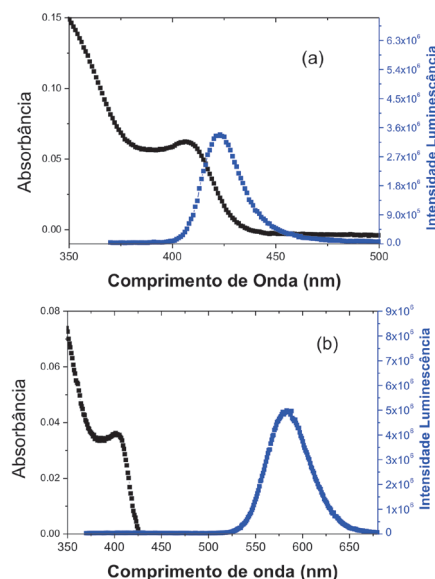 (a)
Absorbância
0.15
0.10
0.05
0.00
6.3x10⁶
5.4x10⁶
4.5x10⁶
3.6x10⁶
2.7x10⁶
1.8x10⁶
9.0x10⁵
0.0
Intensidade Luminescência
350
400
450
500
Comprimento de Onda (nm)
(b)
Absorbância
0.08
0.06
0.04
0.02
0.00
9x10⁶
8x10⁶
7x10⁶
6x10⁶
5x10⁶
4x10⁶
3x10⁶
2x10⁶
1x10⁶
0
Intensidade Luminescência
350
400
450
500
550
600
650
Comprimento de onda (nm)